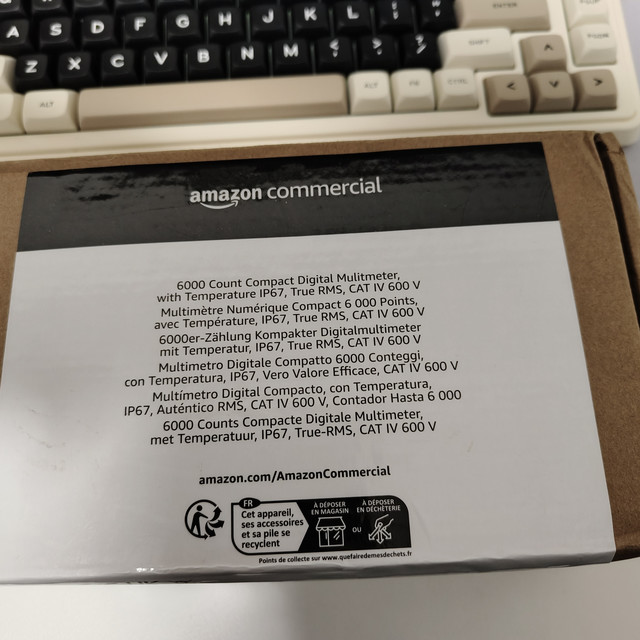 A S D F G H J K L
ENTER
Z X C V B N M
SHIFT
ALT
ALT
amazon commercial
6000 Count Compact Digital Mulitmeter,
with Temperature IP67, True RMS, CAT IV 600 V
Multimètre Numérique Compact 6 000 Points,
avec Température, IP67, True RMS, CAT IV 600 V
6000er-Zählung Kompakter Digitalmultimeter
mit Temperatur, IP67, True RMS, CAT IV 600 V
Multimetro Digitale Compatto 6000 Conteggi,
con Temperatura, IP67, Vero Valore Efficace, CAT IV 600 V
Multímetro Digital Compacto, con Temperatura,
IP67, Auténtico RMS, CAT IV 600 V, Contador Hasta 6 000
6000 Counts Compacte Digitale Multimeter,
met Temperatuur, IP67, True-RMS, CAT IV 600 V
amazon.com/AmazonCommercial
FR
Cet appareil,
ses accessoires
et sa pile se
recyclent
À DÉPOSER
EN MAGASIN
OU
À DÉPOSER
EN DÉCHÈTERIE
Points de collecte sur www.quefairedemesdechets.fr